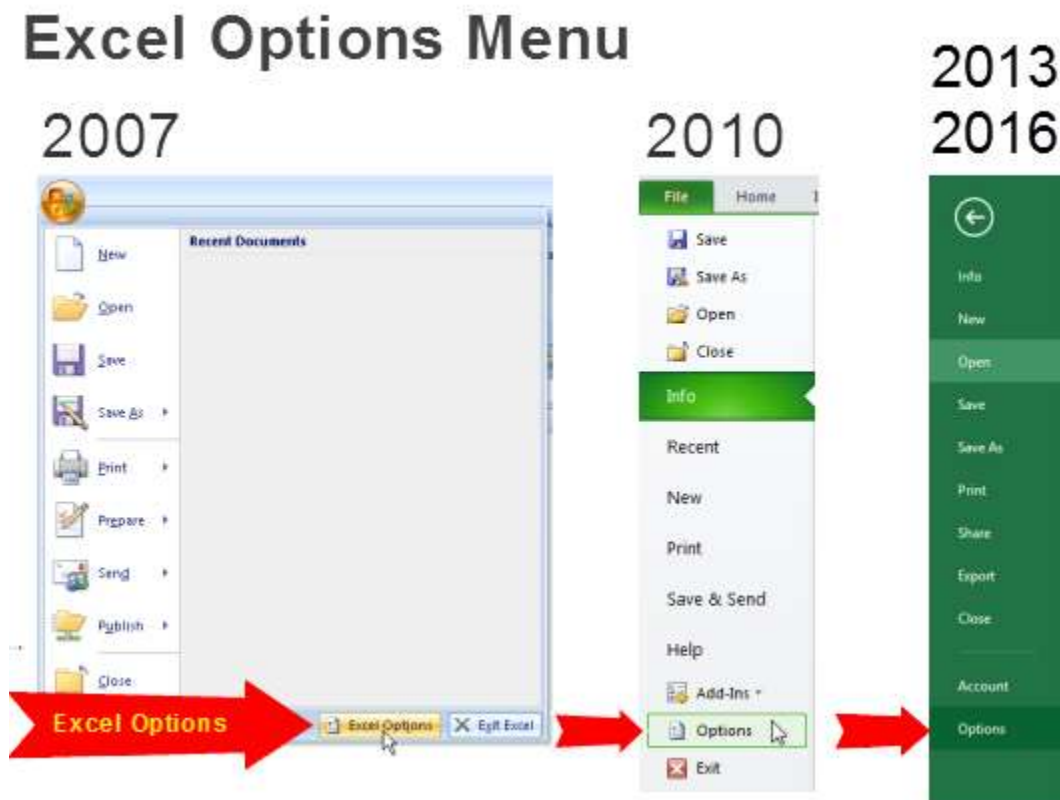 Excel Options Menu
2007
Recent Documents
New
Open
Save
Save As
Print
Prepare
Send
Publish
Close
Excel Options
Excel Options
Exit Excel
2010
File Home
Save
Save As
Open
Close
Info
Recent
New
Print
Save & Send
Help
Add-Ins
Options
Exit
2013
2016
Info
New
Open
Save
Save As
Print
Share
Export
Close
Account
Options